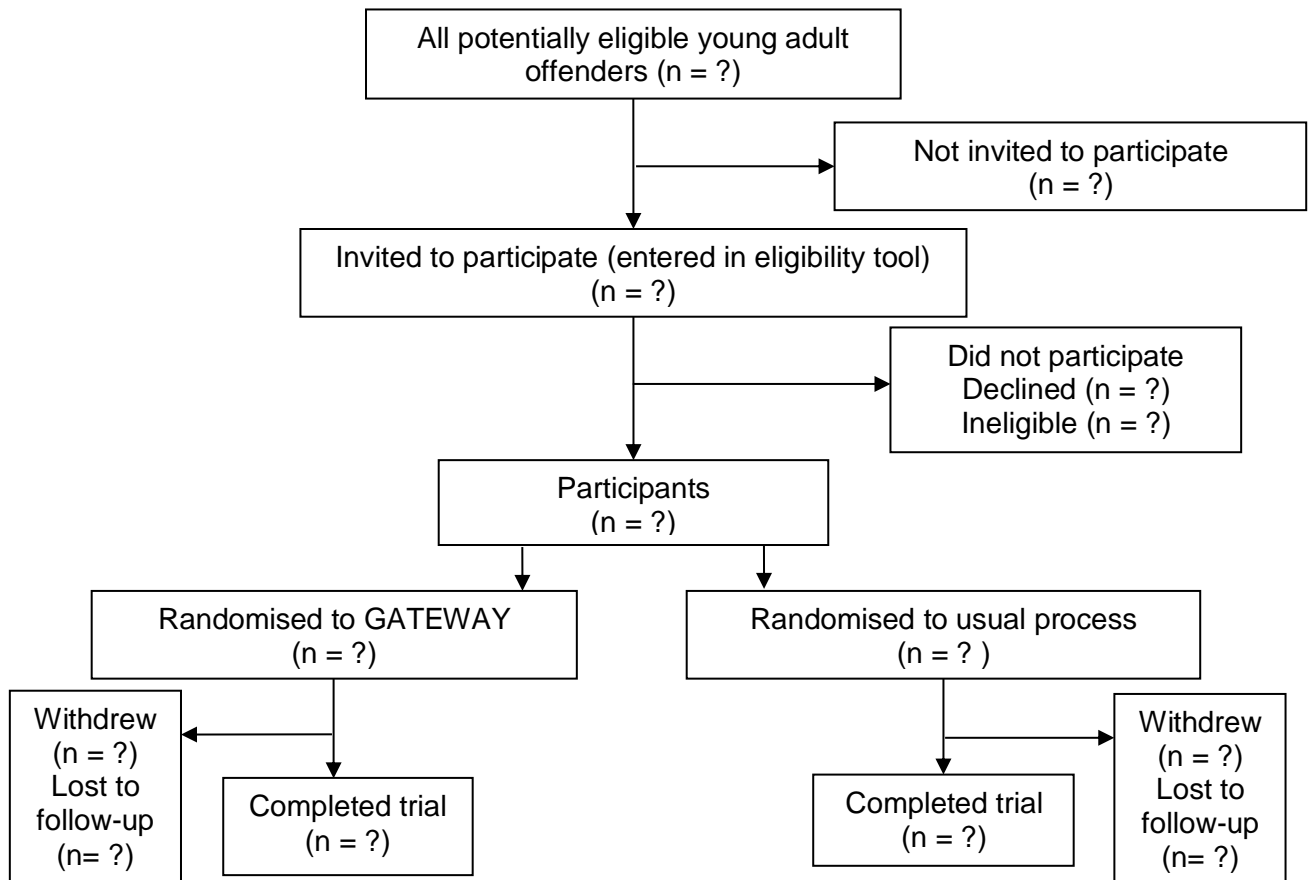 All potentially eligible young adult
offenders (n = ?)
Not invited to participate
(n = ?)
Invited to participate (entered in eligibility tool)
(n = ?)
Did not participate
Declined (n = ?)
Ineligible (n = ?)
Participants
(n = ?)
Randomised to GATEWAY
(n = ?)
Randomised to usual process
(n = ? )
Withdrew
(n = ?)
Lost to
follow-up
(n= ?)
Completed trial
(n = ?)
Completed trial
(n = ?)
Withdrew
(n = ?)
Lost to
follow-up
(n= ?)